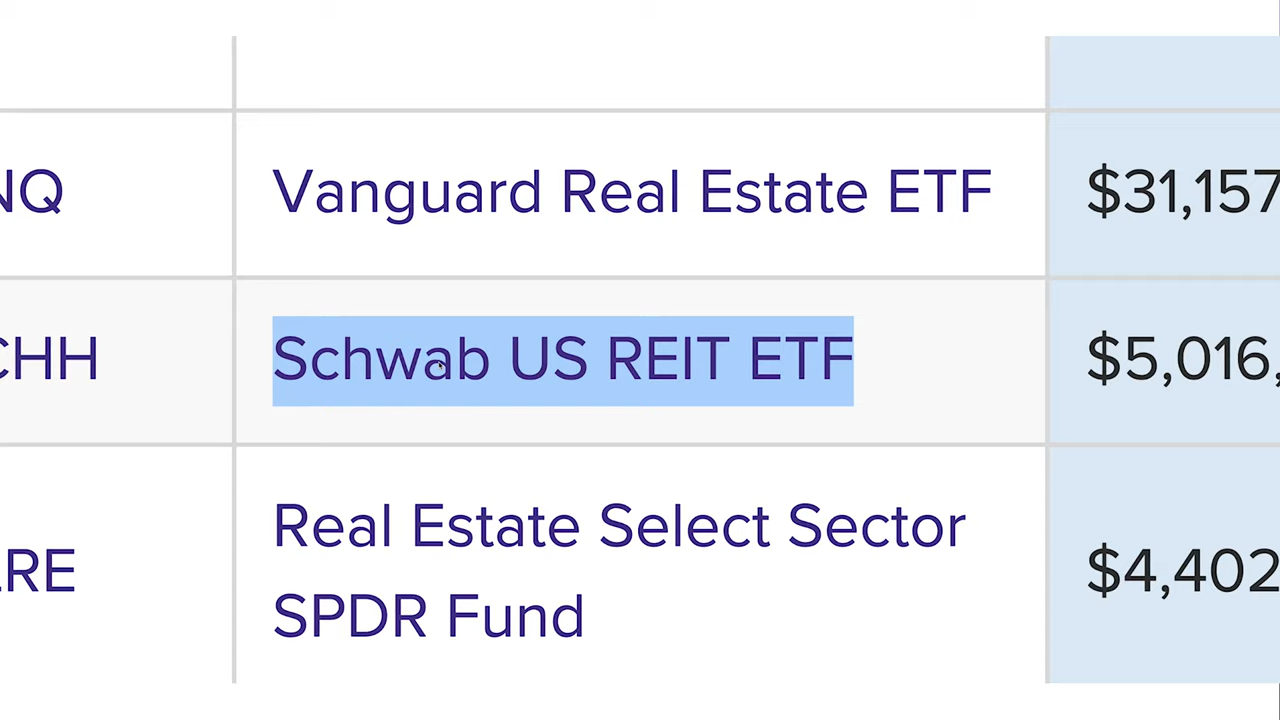 NQ Vanguard Real Estate ETF $31,157
CHH Schwab US REIT ETF $5,016,
Real Estate Select Sector
RE $4,402
SPDR Fund